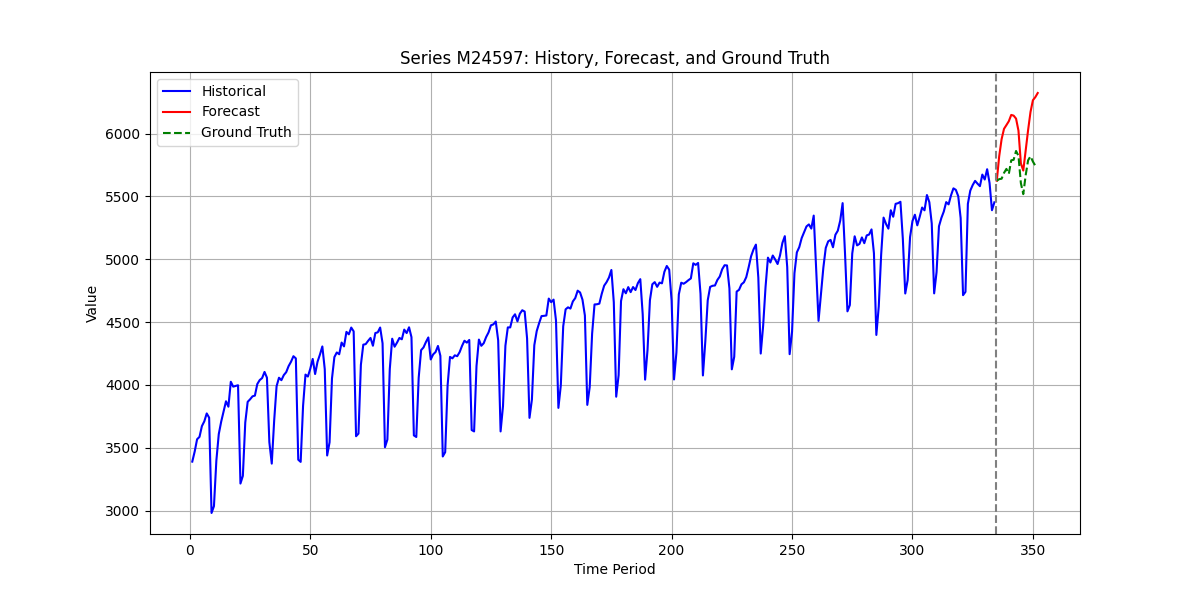 Series M24597: History, Forecast, and Ground Truth
Historical
Forecast
Ground Truth
6000
5500
5000
4500
4000
3500
3000
Value
0 50 100 150 200 250 300 350
Time Period